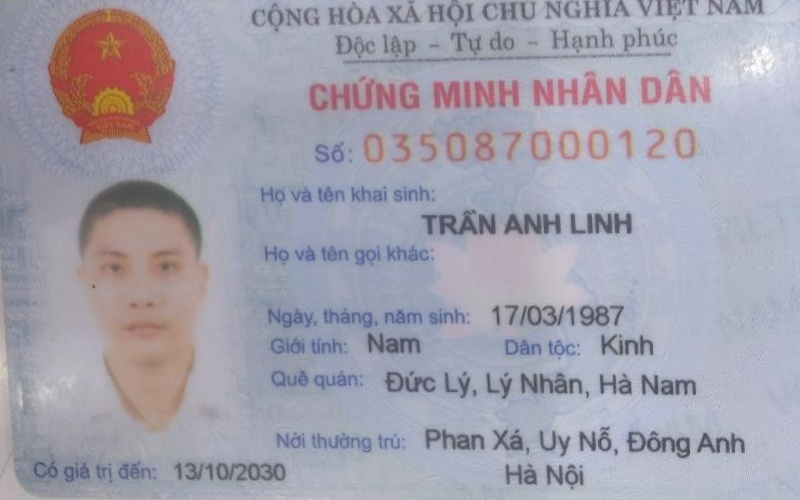 CỘNG HÒA XÃ HỘI CHỦ NGHĨA VIỆT NAM
Độc lập - Tự do - Hạnh phúc
CHỨNG MINH NHÂN DÂN
Số: 035087000120
Họ và tên khai sinh:
TRẦN ANH LINH
Họ và tên gọi khác:
Ngày, tháng, năm sinh: 17/03/1987
Giới tính: Nam Dân tộc: Kinh
Quê quán: Đức Lý, Lý Nhân, Hà Nam
Nơi thường trú: Phan Xá, Uy Nỗ, Đông Anh
Hà Nội
Có giá trị đến: 13/10/2030